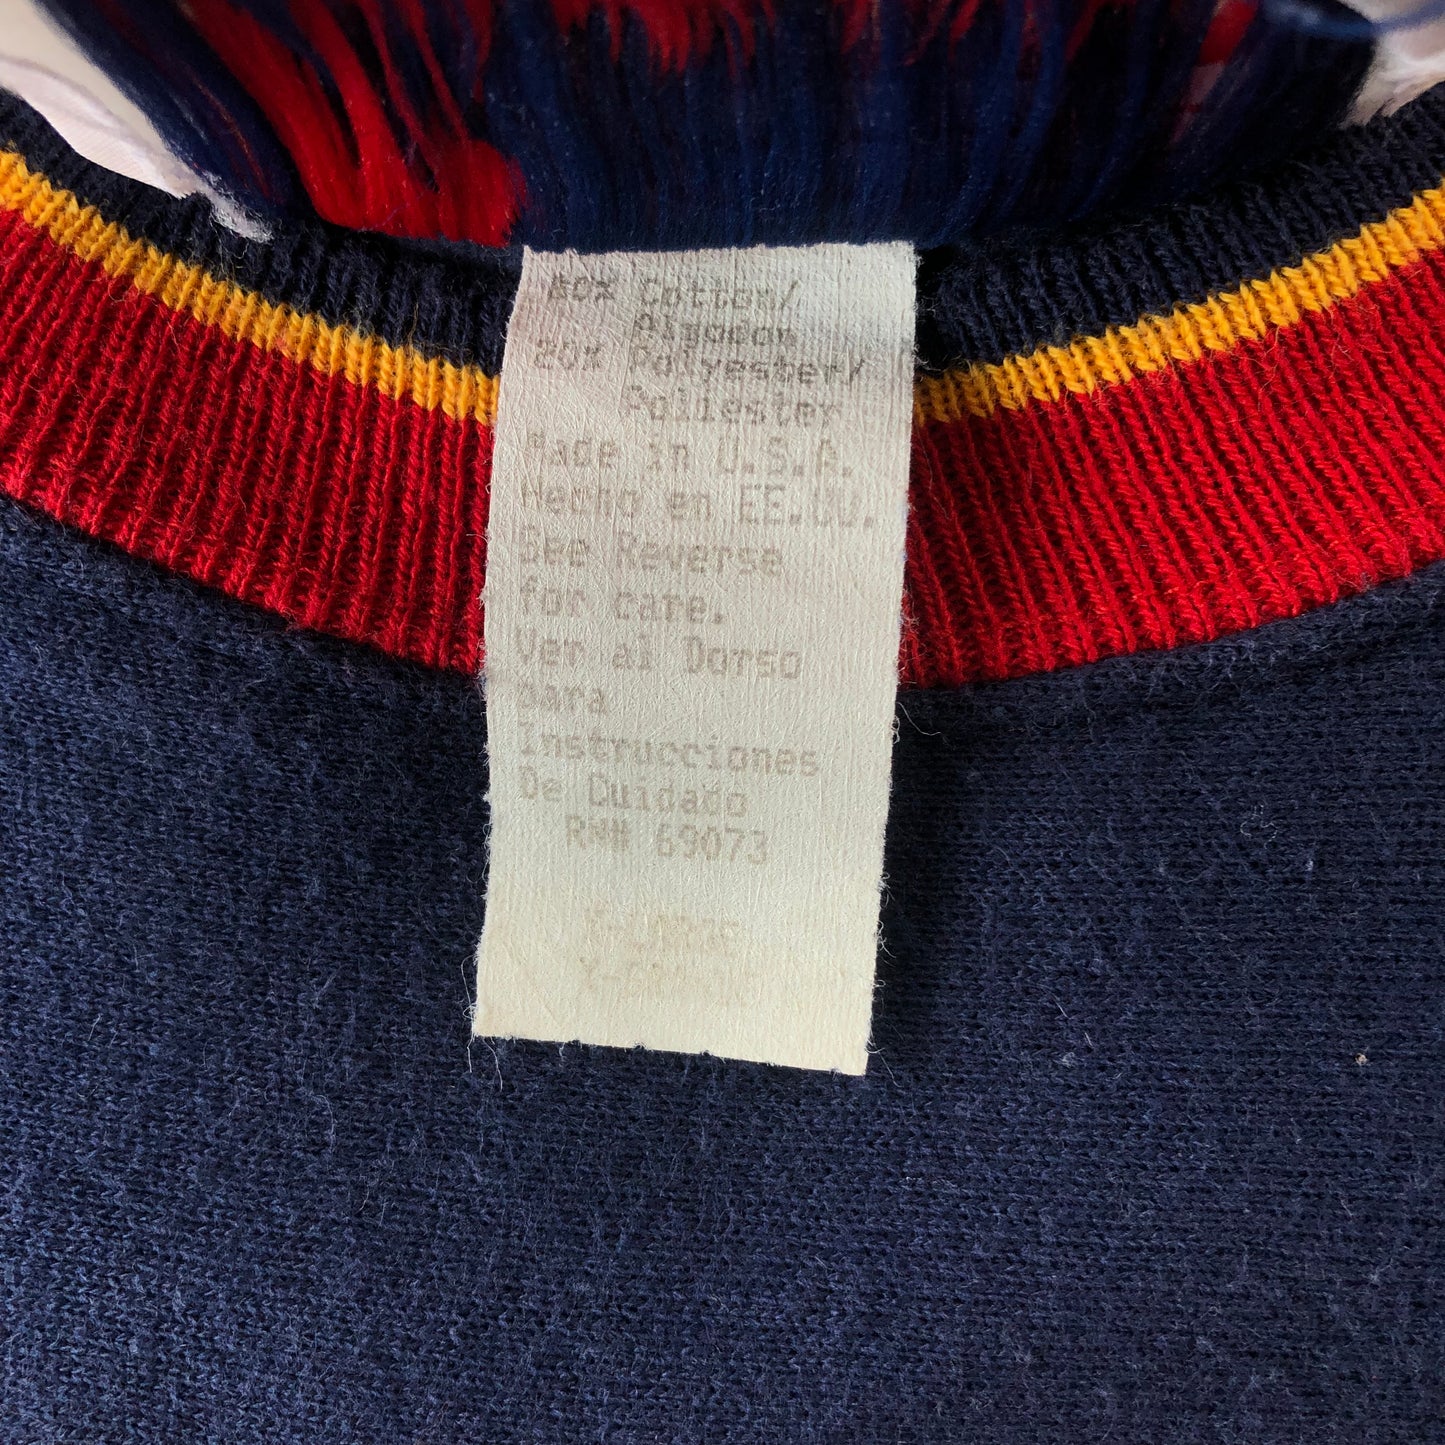 80% Cotton/
Algodon
20% Polyester/
Poliester
Made in U.S.A.
Hecho en EE.UU.
See Reverse
for care.
Ver al Dorso
para
Instrucciones
De Cuidado
RN# 69073